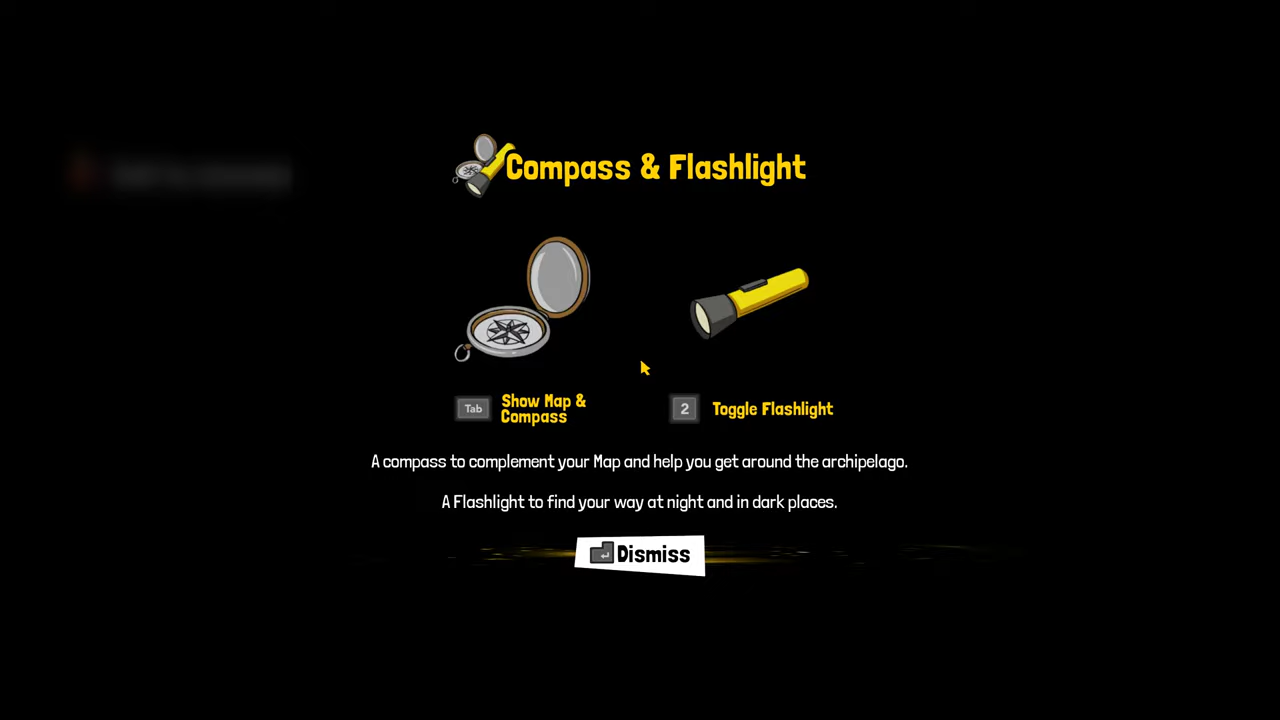 Compass & Flashlight
Tab
Show Map &
Compass
2
Toggle Flashlight
A compass to complement your Map and help you get around the archipelago.
A Flashlight to find your way at night and in dark places.
Dismiss